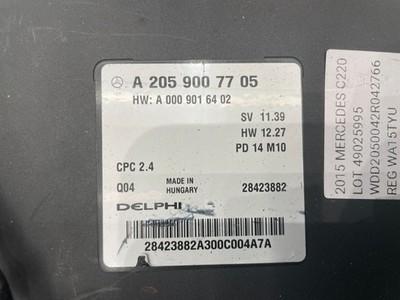 A 205 900 77 05
HW: A 000 901 64 02
SV 11.39
HW 12.27
PD 14 M10
CPC 2.4
Q04
MADE IN
HUNGARY
28423882
DELPHI
28423882A300C004A7A
2015 MERCEDES C220
LOT 49025995
WDD2050042R042766
REG WA15TYU